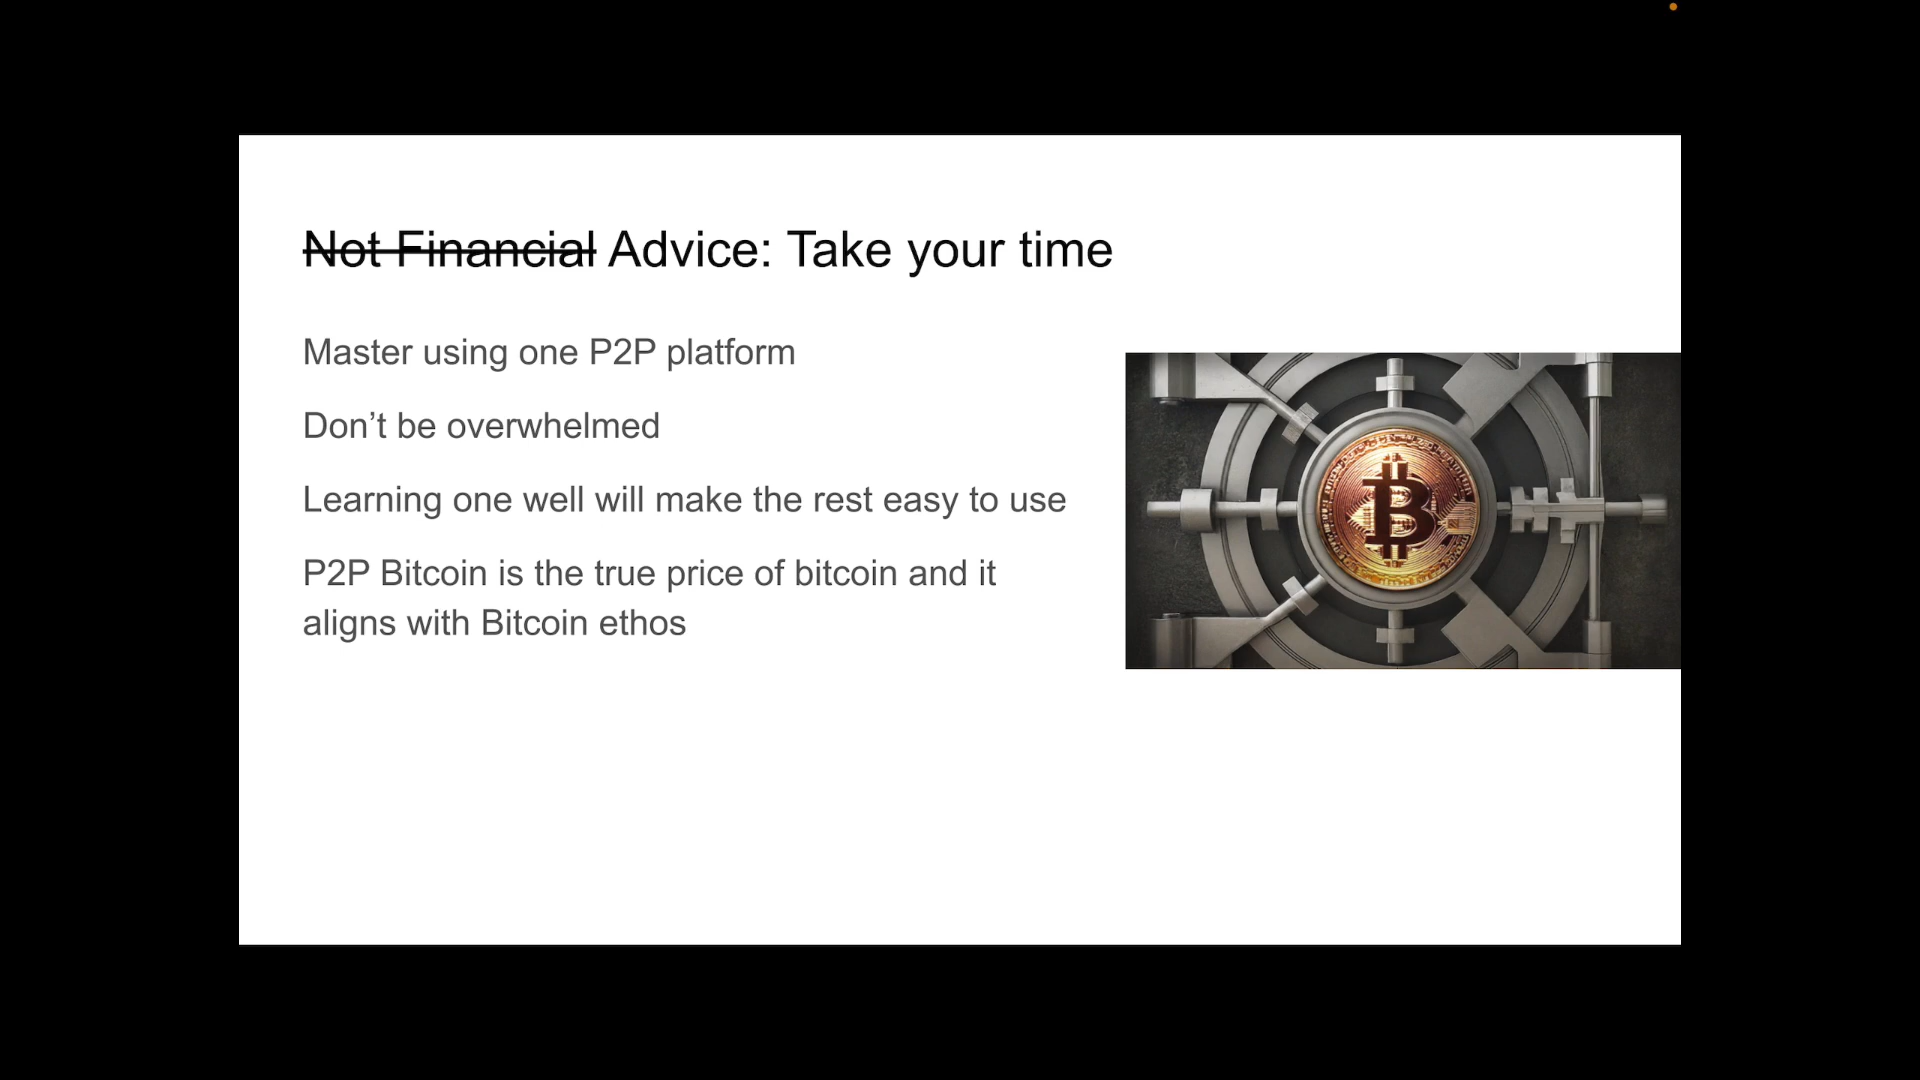 Not Financial Advice: Take your time
Master using one P2P platform
Don’t be overwhelmed
Learning one well will make the rest easy to use
P2P Bitcoin is the true price of bitcoin and it
aligns with Bitcoin ethos